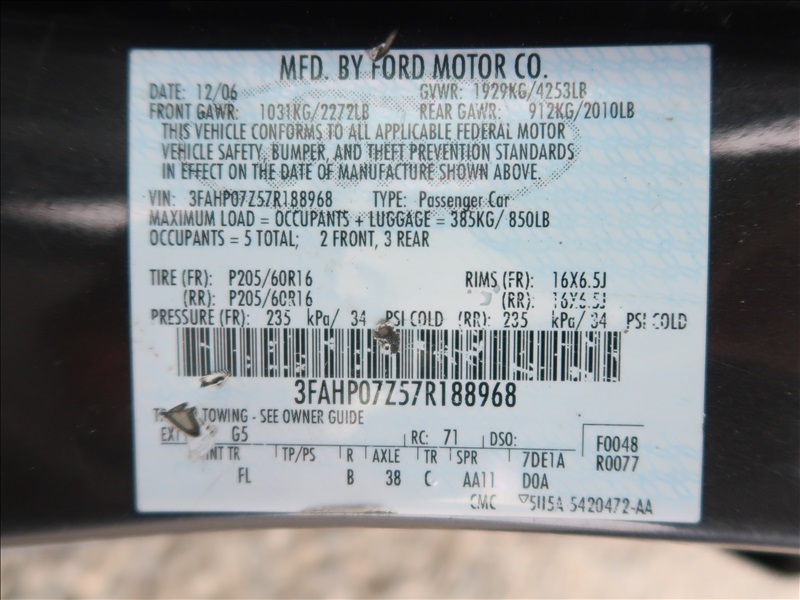 MFD. BY FORD MOTOR CO.
DATE: 12/06 GVWR: 1929KG/4253LB
FRONT GAWR: 1031KG/2272LB REAR GAWR: 912KG/2010LB
THIS VEHICLE CONFORMS TO ALL APPLICABLE FEDERAL MOTOR
VEHICLE SAFETY, BUMPER, AND THEFT PREVENTION STANDARDS
IN EFFECT ON THE DATE OF MANUFACTURE SHOWN ABOVE.
VIN: 3FAHP07Z57R188968 TYPE: Passenger Car
MAXIMUM LOAD = OCCUPANTS + LUGGAGE = 385KG/ 850LB
OCCUPANTS = 5 TOTAL; 2 FRONT, 3 REAR
TIRE (FR): P205/60R16 RIMS (FR): 16X6.5J
(RR): P205/60R16 (RR): 16X6.5J
PRESSURE (FR): 235 kPa/ 34 PSI COLD (RR): 235 kPa/ 34 PSI COLD
3FAHP07Z57R188968
TOWING - SEE OWNER GUIDE
EXT G5 RC: 71 DSO: F0048
INT TR TP/PS R AXLE TR SPR 7DE1A R0077
FL B 38 C AA11 D0A
CMC 5420472-AA